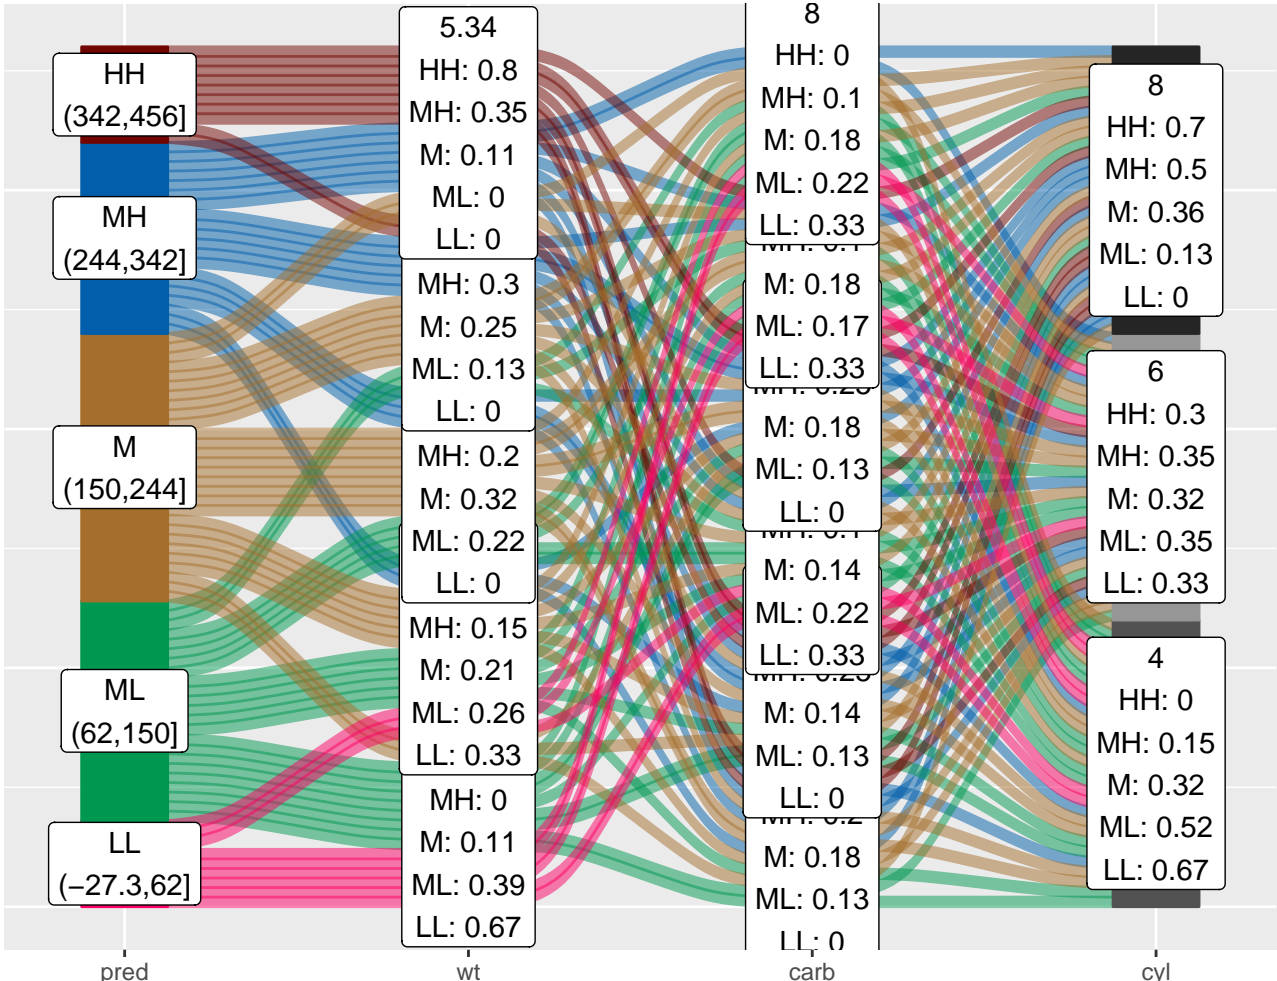 HH
(342,456]
MH
(244,342]
M
(150,244]
ML
(62,150]
LL
(−27.3,62]
5.34
HH: 0.8
MH: 0.35
M: 0.11
ML: 0
LL: 0
MH: 0.3
M: 0.25
ML: 0.13
LL: 0
MH: 0.2
M: 0.32
ML: 0.22
LL: 0
MH: 0.15
M: 0.21
ML: 0.26
LL: 0.33
MH: 0
M: 0.11
ML: 0.39
LL: 0.67
8
HH: 0
MH: 0.1
M: 0.18
ML: 0.22
LL: 0.33
M: 0.18
ML: 0.17
LL: 0.33
M: 0.18
ML: 0.13
LL: 0
M: 0.14
ML: 0.22
LL: 0.33
M: 0.14
ML: 0.13
LL: 0
M: 0.18
ML: 0.13
LL: 0
8
HH: 0.7
MH: 0.5
M: 0.36
ML: 0.13
LL: 0
6
HH: 0.3
MH: 0.35
M: 0.32
ML: 0.35
LL: 0.33
4
HH: 0
MH: 0.15
M: 0.32
ML: 0.52
LL: 0.67
pred
wt
carb
cyl